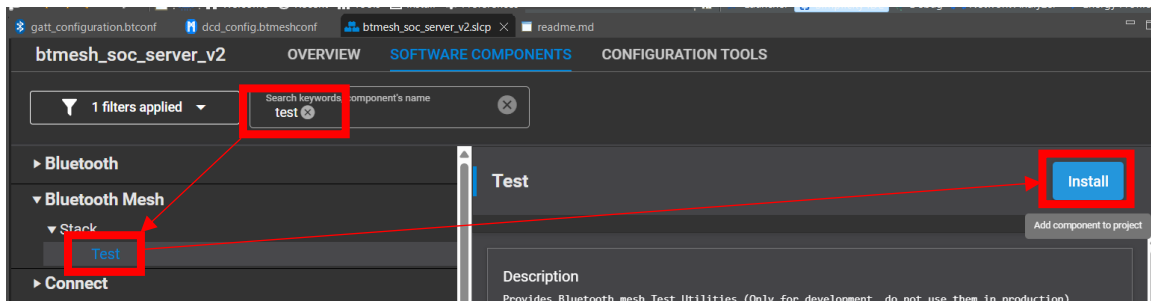 gatt_configuration.btconf dcd_config.btmeshconf btmesh_soc_server_v2.slcp readme.md
btmesh_soc_server_v2 OVERVIEW SOFTWARE COMPONENTS CONFIGURATION TOOLS
1 filters applied
Search keywords, component's name
test
Bluetooth
Bluetooth Mesh
Stack
Test
Connect
Test
Install
Add component to project
Description
Provides Bluetooth mesh Test Utilities (Only for development, do not use them in production)